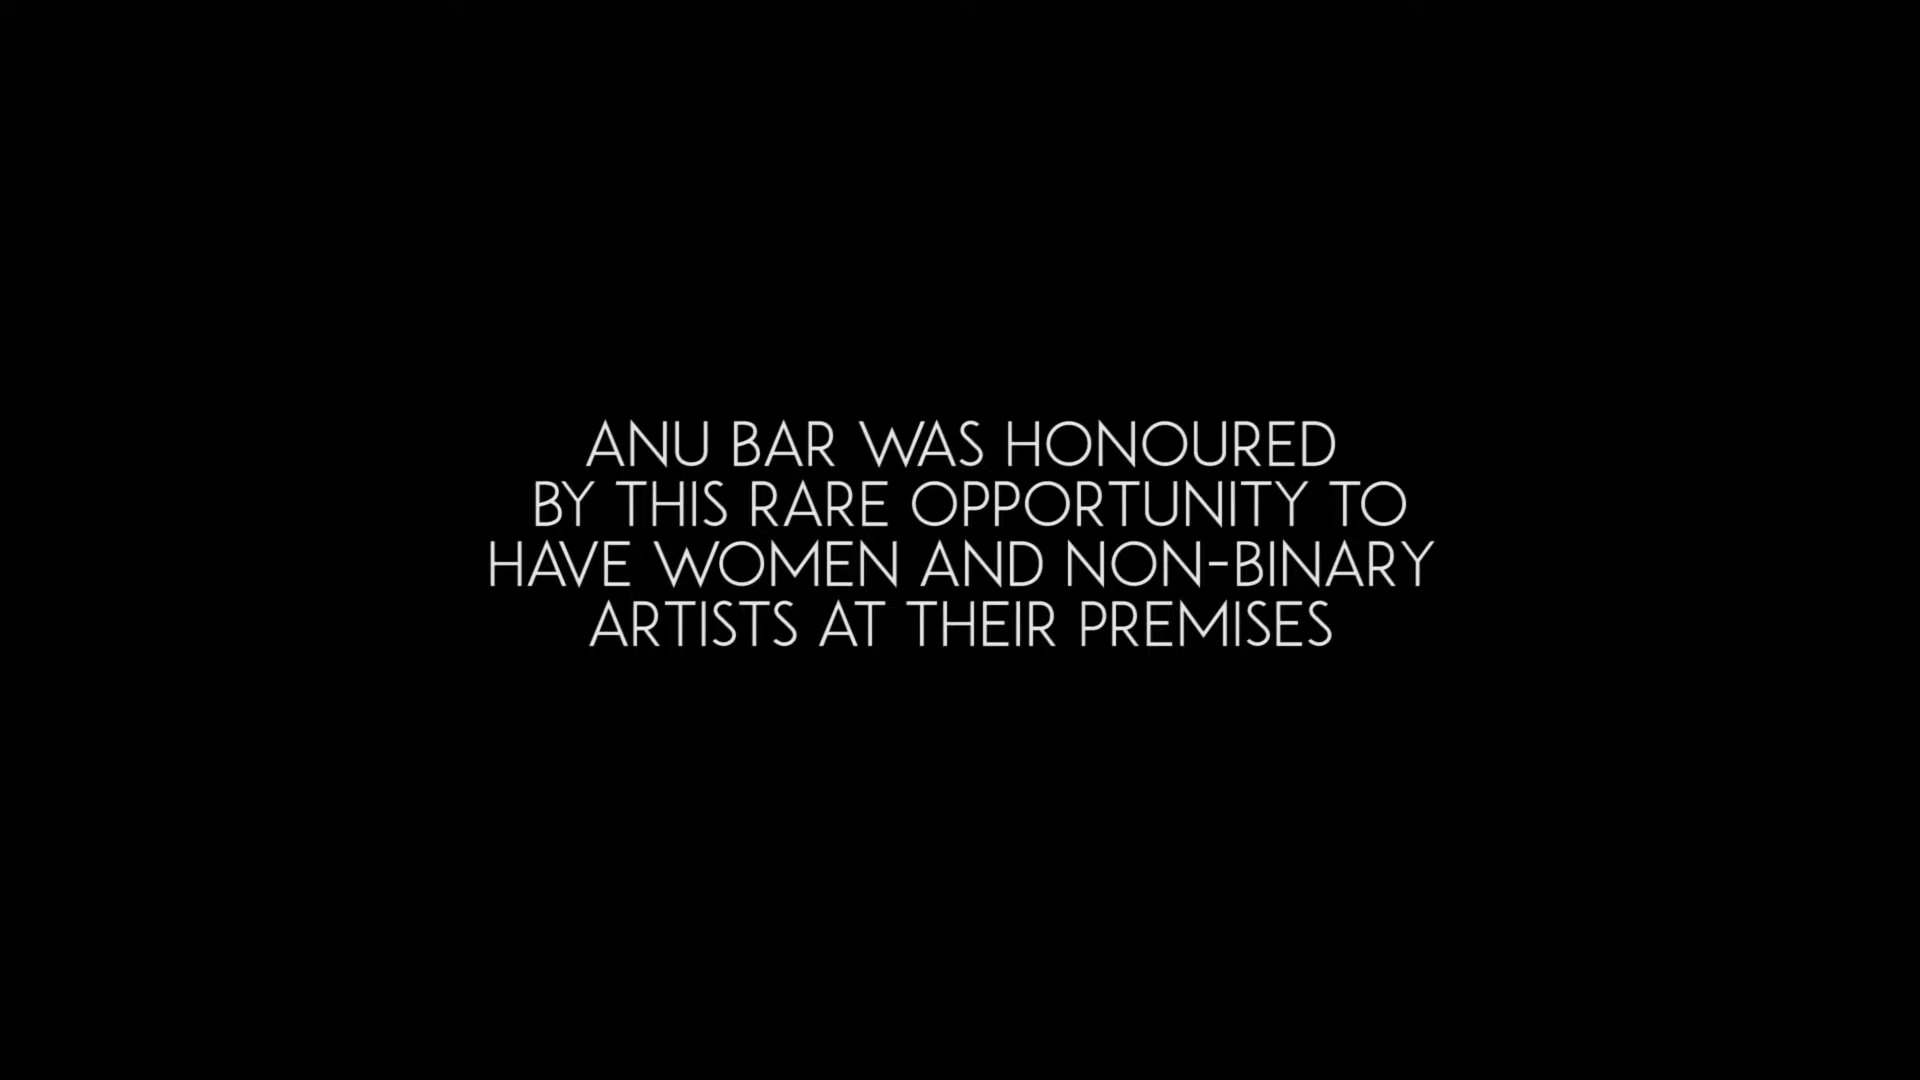 ANU BAR WAS HONOURED
BY THIS RARE OPPORTUNITY TO
HAVE WOMEN AND NON-BINARY
ARTISTS AT THEIR PREMISES